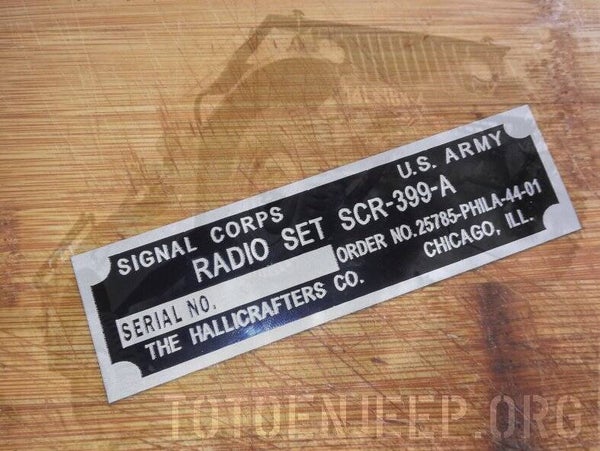 SIGNAL CORPS U.S. ARMY
RADIO SET SCR-399-A
SERIAL NO. ORDER NO. 25785-PHILA-44-01
THE HALLICRAFTERS CO. CHICAGO, ILL.
TOTOENJEEP.ORG